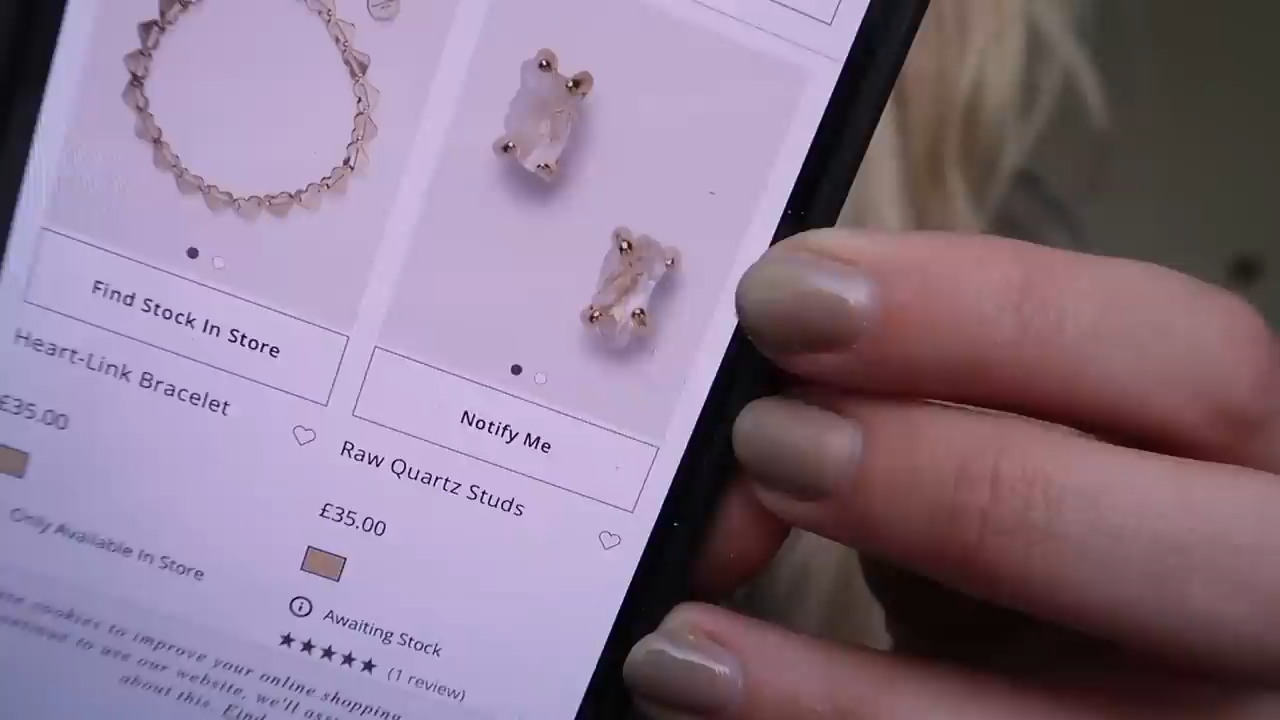 Find Stock In Store
Heart-Link Bracelet
£35.00
Only Available In Store
Notify Me
Raw Quartz Studs
£35.00
Awaiting Stock
(1 review)
cookies to improve your online shopping
to use our website, we'll
about this. Find